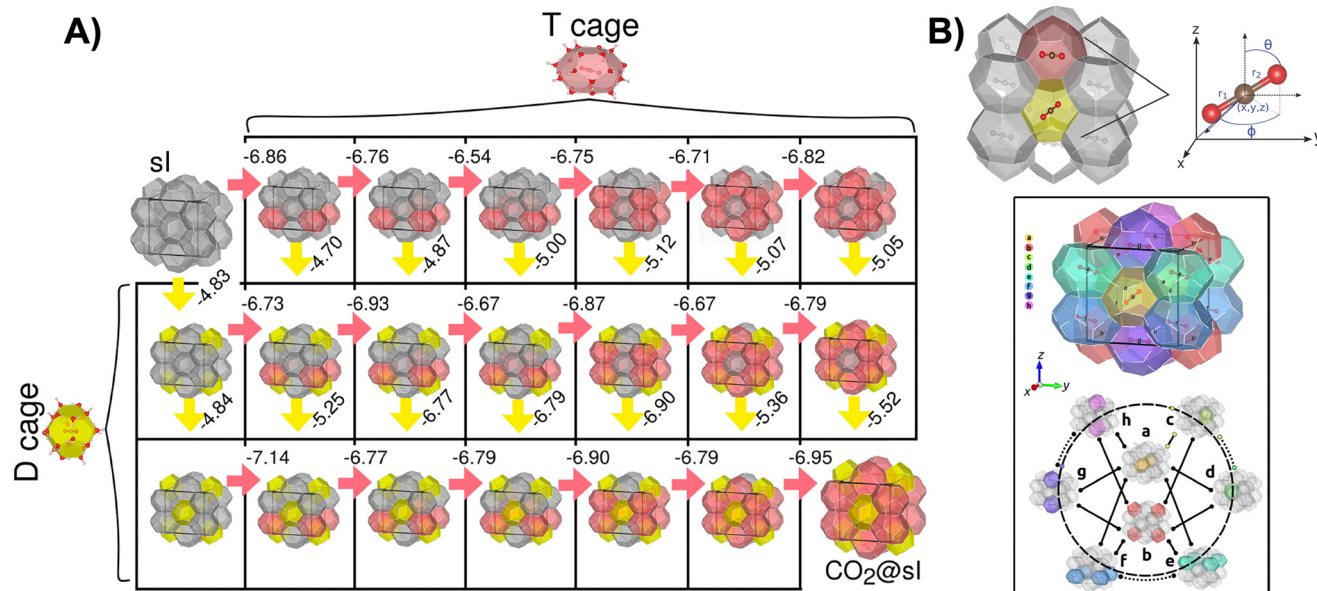 A)
T cage
sI
-6.86 -6.76 -6.54 -6.75 -6.71 -6.82
-4.83 -4.70 -4.87 -5.00 -5.12 -5.07 -5.05
-6.73 -6.93 -6.67 -6.87 -6.67 -6.79
D cage
-4.84 -5.25 -6.77 -6.79 -6.90 -5.36 -5.52
-7.14 -6.77 -6.79 -6.90 -6.79 -6.95
CO2@sI
B)
z
θ
r2
r1
(x,y,z)
ϕ
x
y
a
b
c
d
e
f
g
h
z
x
y
h
c
a
g
d
b
f
e